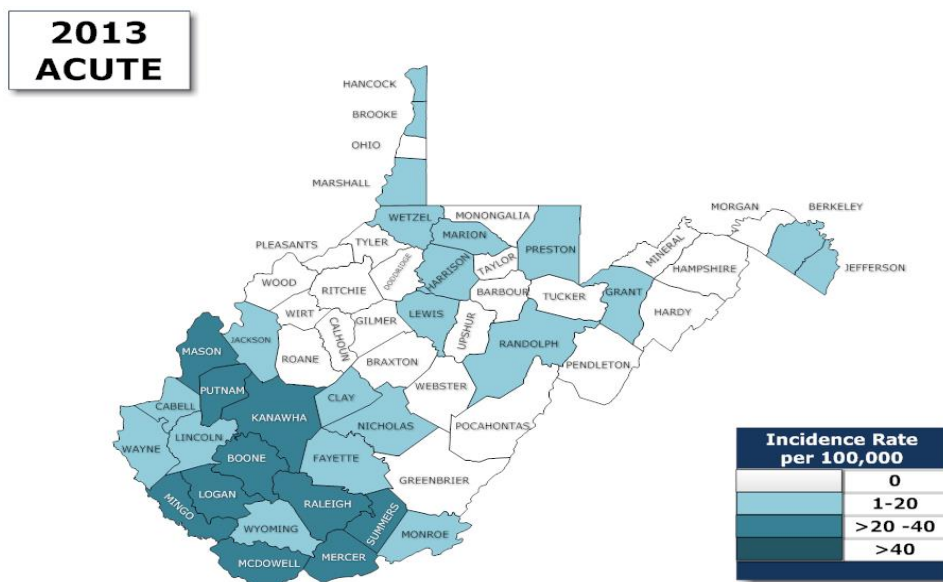 2013
ACUTE
HANCOCK
BROOKE
OHIO
MARSHALL
WETZEL
MONONGALIA
MORGAN
BERKELEY
MARION
PRESTON
PLEASANTS
TYLER
DODDRIDGE
HARRISON
TAYLOR
MINERAL
HAMPSHIRE
JEFFERSON
WOOD
RITCHIE
BARBOUR
TUCKER
GRANT
HARDY
WIRT
CALHOUN
GILMER
LEWIS
UPSHUR
RANDOLPH
JACKSON
MASON
ROANE
BRAXTON
PENDLETON
PUTNAM
WEBSTER
CABELL
KANAWHA
CLAY
NICHOLAS
POCAHONTAS
WAYNE
LINCOLN
BOONE
FAYETTE
GREENBRIER
MINGO
LOGAN
RALEIGH
SUMMERS
WYOMING
MONROE
MCDOWELL
MERCER
Incidence Rate
per 100,000
0
1-20
>20 -40
>40